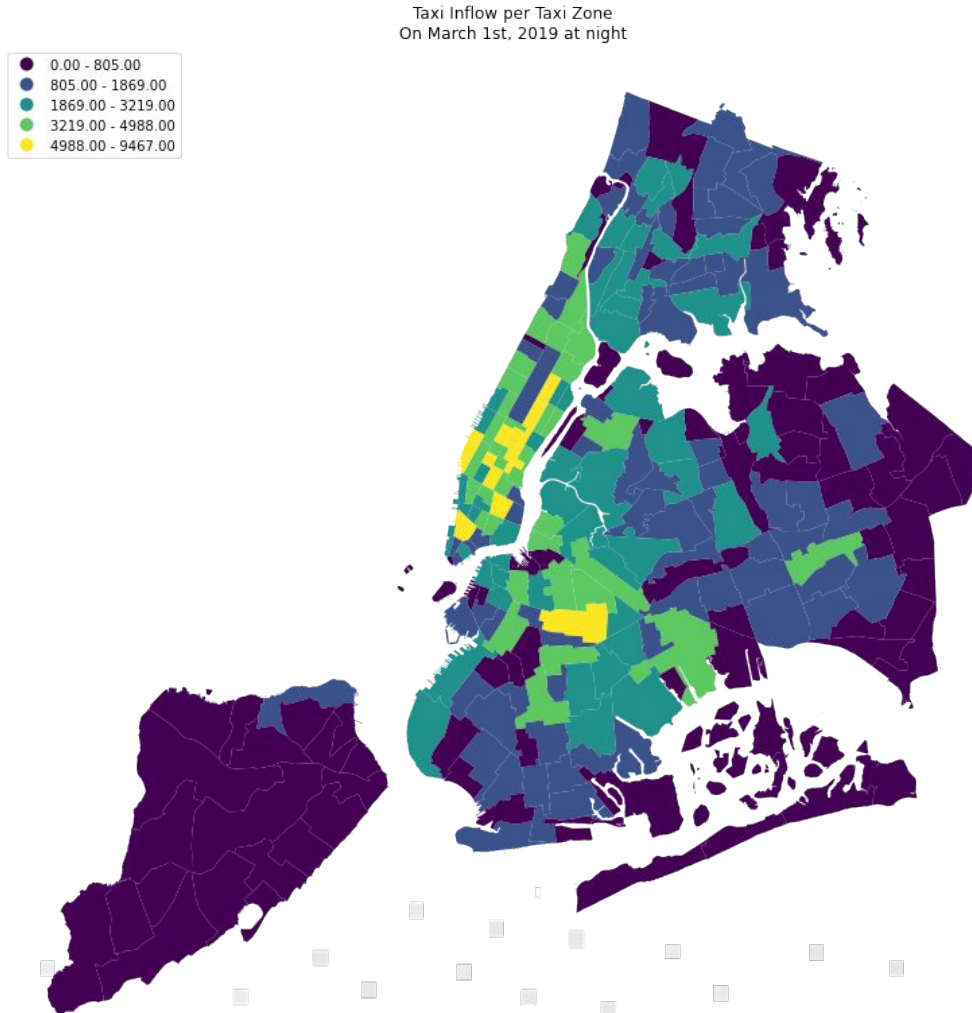 Taxi Inflow per Taxi Zone
On March 1st, 2019 at night
0.00 - 805.00
805.00 - 1869.00
1869.00 - 3219.00
3219.00 - 4988.00
4988.00 - 9467.00